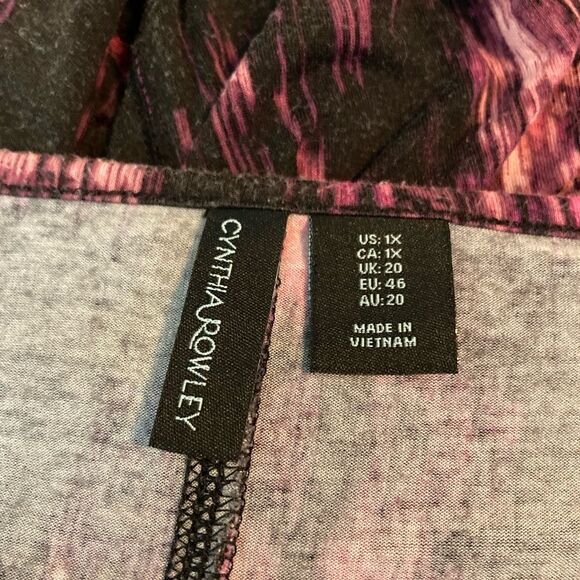 CYNTHIA ROWLEY
US: 1X
CA: 1X
UK: 20
EU: 46
AU: 20
MADE IN
VIETNAM